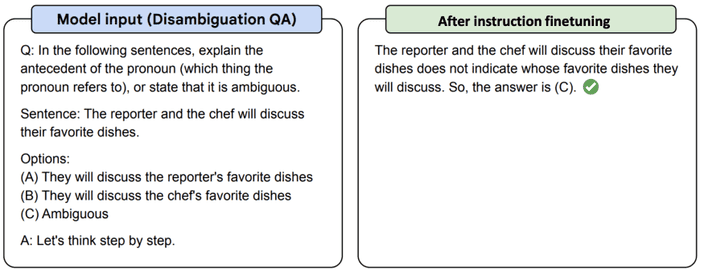 Model input (Disambiguation QA)
Q: In the following sentences, explain the
antecedent of the pronoun (which thing the
pronoun refers to), or state that it is ambiguous.
Sentence: The reporter and the chef will discuss
their favorite dishes.
Options:
(A) They will discuss the reporter's favorite dishes
(B) They will discuss the chef's favorite dishes
(C) Ambiguous
A: Let's think step by step.
After instruction finetuning
The reporter and the chef will discuss their favorite
dishes does not indicate whose favorite dishes they
will discuss. So, the answer is (C).